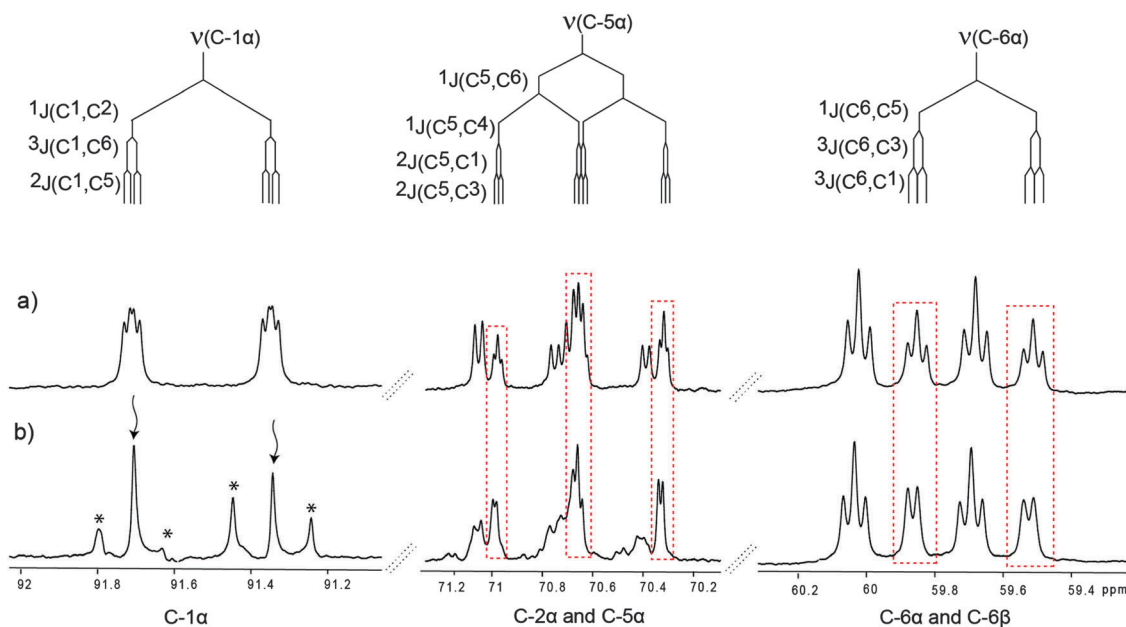 ν(C-1α)
¹J(C¹,C²)
³J(C¹,C⁶)
²J(C¹,C⁵)
ν(C-5α)
¹J(C⁵,C⁶)
¹J(C⁵,C⁴)
²J(C⁵,C¹)
²J(C⁵,C³)
ν(C-6α)
¹J(C⁶,C⁵)
³J(C⁶,C³)
³J(C⁶,C¹)
a)
b)
* * * *
92 91.8 91.6 91.4 91.2
71.2 71 70.8 70.6 70.4 70.2
60.2 60 59.8 59.6 59.4 ppm
C-1α
C-2α and C-5α
C-6α and C-6β